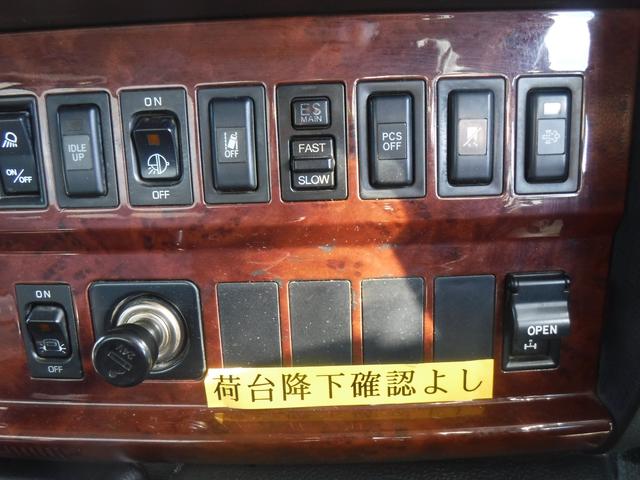 ON/OFF
IDLE
UP
ON
OFF
OFF
ES
MAIN
FAST
SLOW
PCS
OFF
ON
OFF
24V
OPEN
荷台降下確認よし